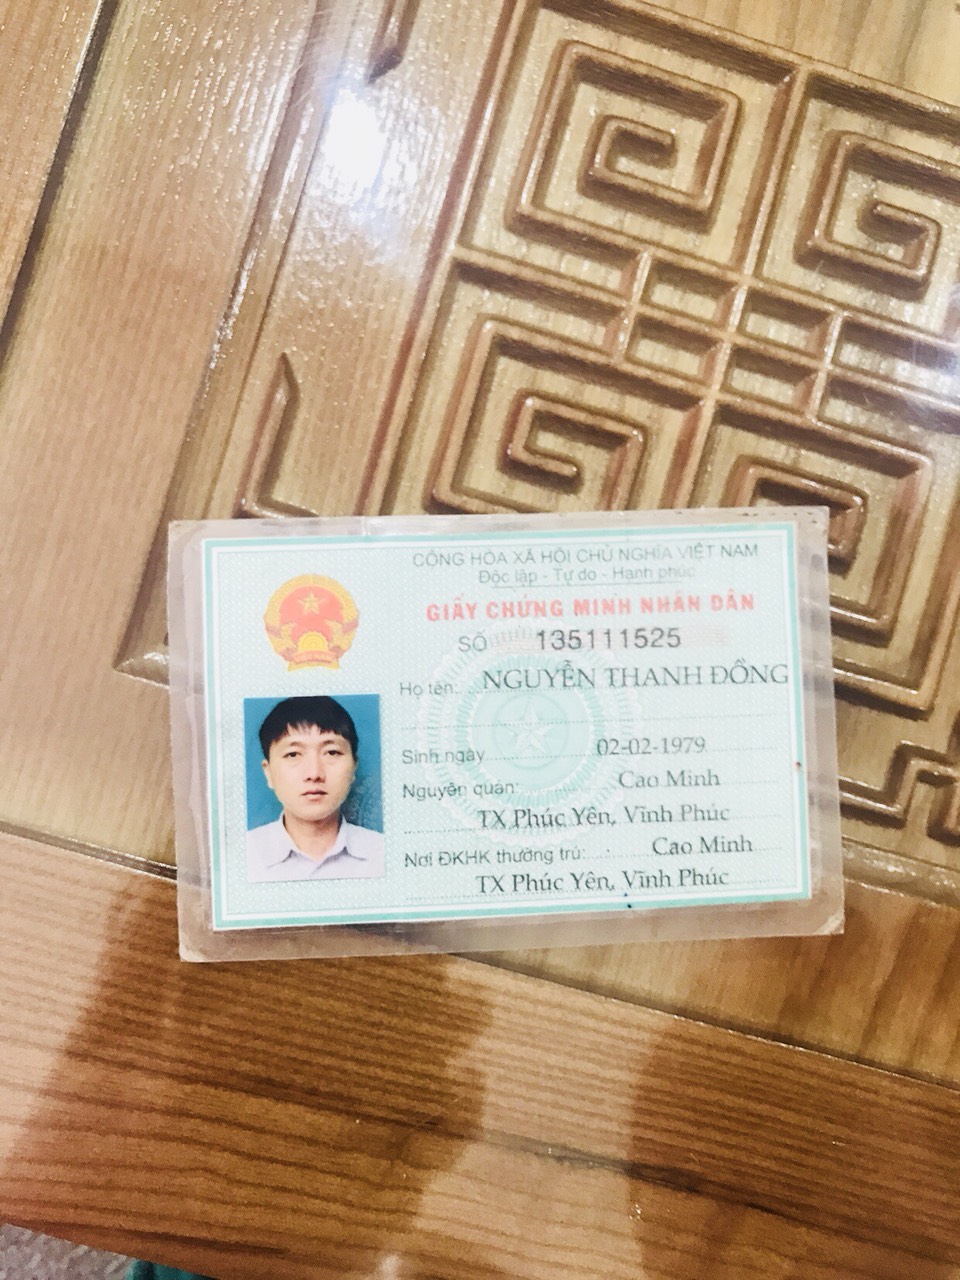 CỘNG HÒA XÃ HỘI CHỦ NGHĨA VIỆT NAM
Độc lập - Tự do - Hạnh phúc
GIẤY CHỨNG MINH NHÂN DÂN
SỐ 135111525
Họ tên: NGUYỄN THANH ĐỒNG
Sinh ngày 02-02-1979
Nguyên quán: Cao Minh
TX Phúc Yên, Vĩnh Phúc
Nơi ĐKHK thường trú: Cao Minh
TX Phúc Yên, Vĩnh Phúc